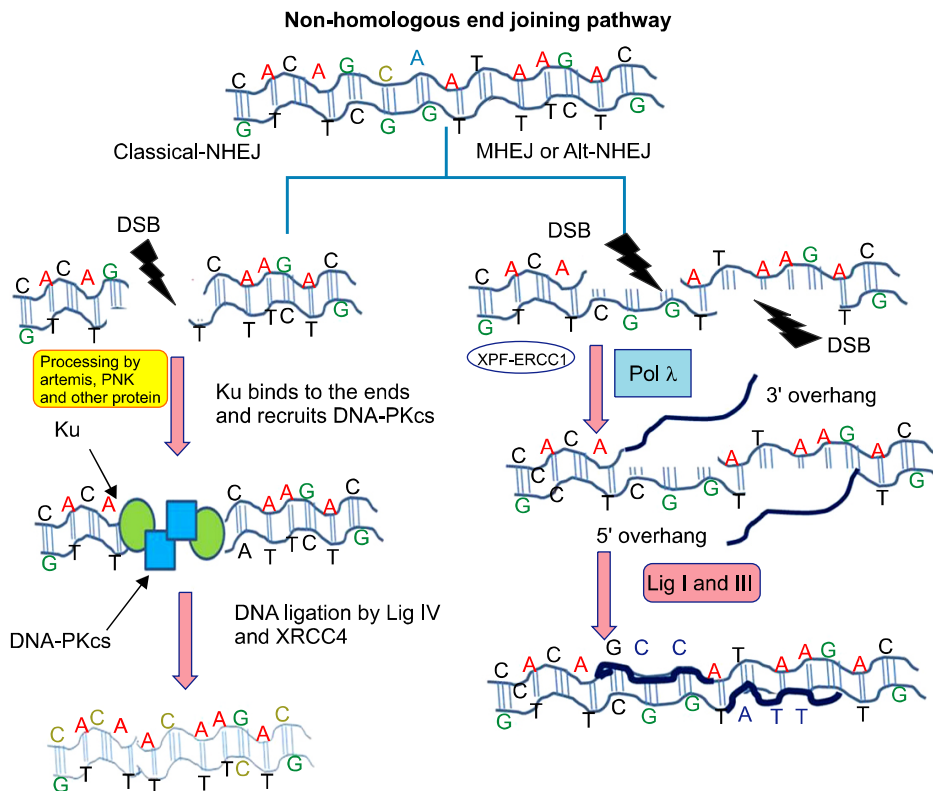 Non-homologous end joining pathway
C A C A G C A A T A A G A C
G T T C G G T T T C T G
Classical-NHEJ
MHEJ or Alt-NHEJ
DSB
C A C A G
C A A G A C
G T T
T T T C T G
Processing by
artemis, PNK
and other protein
Ku binds to the ends
and recruits DNA-PKcs
Ku
C A C A
C A A G A C
G T T
A T T C T G
DNA-PKcs
DNA ligation by Lig IV
and XRCC4
C A C A A C A A G A C
G T T T T T C T G
DSB
C A C A
A T A A G A C
G T T C G G T
T G
DSB
XPF-ERCC1
Pol λ
3' overhang
C A C A
A T A A G A C
G C C T C G G T
T G
5' overhang
Lig I and III
C A C A G C C A T A A G A C
G C C T T C G G T A T T T G